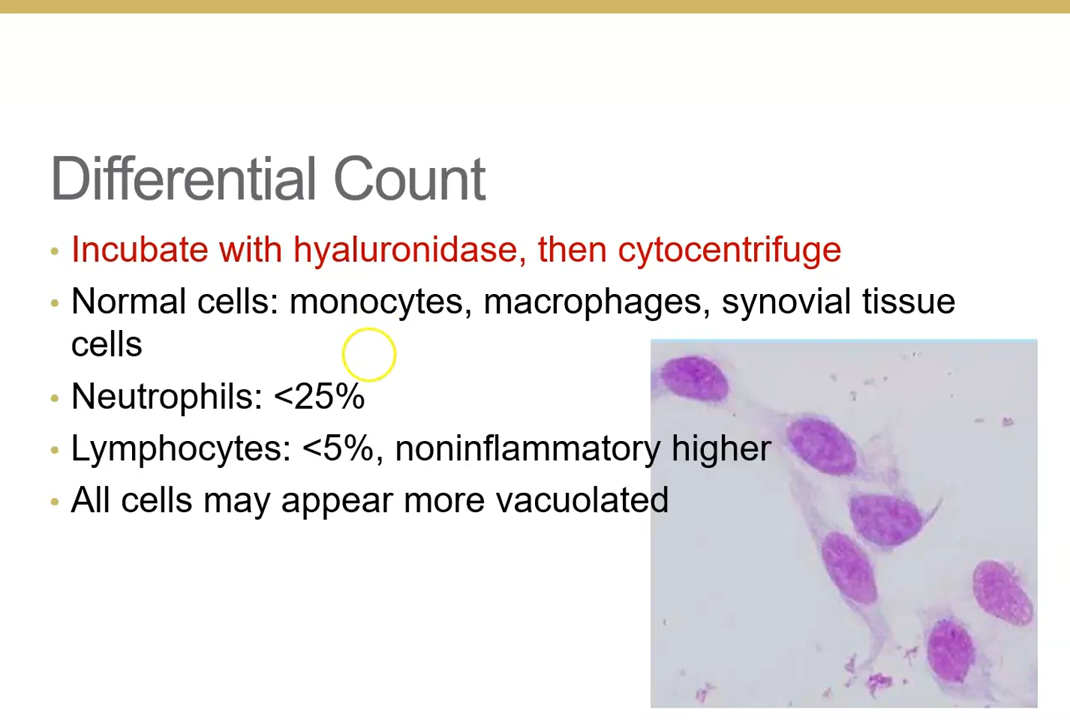 Differential Count
• Incubate with hyaluronidase, then cytocentrifuge
• Normal cells: monocytes, macrophages, synovial tissue
cells
• Neutrophils: <25%
• Lymphocytes: <5%, noninflammatory higher
• All cells may appear more vacuolated